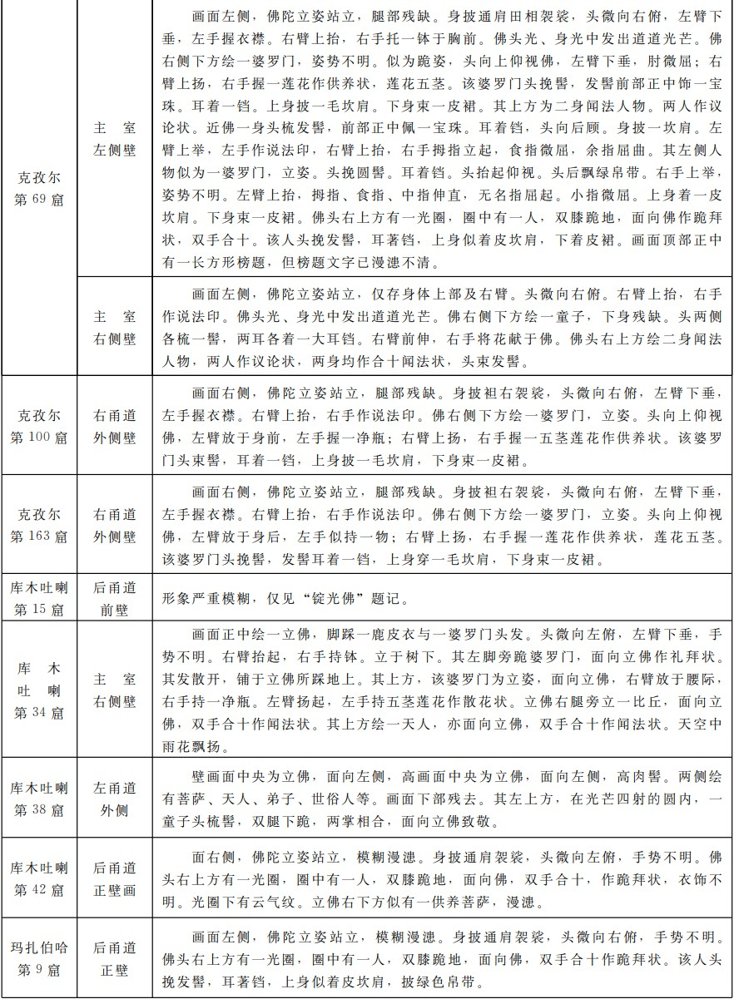 克孜尔
第 69 窟
主 室
左侧壁
画面左侧，佛陀立姿站立，腿部残缺。身披通肩田相袈裟，头微向右俯，左臂下
垂，左手握衣襟。右臂上抬，右手托一钵于胸前。佛头光、身光中发出道道光芒。佛
右侧下方绘一婆罗门，姿势不明。似为跪姿，头向上仰视佛，左臂下垂，肘微屈；右
臂上扬，右手握一莲花作供养状，莲花五茎。该婆罗门头挽髻，发髻前部正中饰一宝
珠。耳着一铛。上身披一毛坎肩。下身束一皮裙。其上方为二身闻法人物。两人作议
论状。近佛一身头梳发髻，前部正中佩一宝珠。耳着铛，头向后顾。身披一坎肩。左
臂上举，左手作说法印，右臂上抬，右手拇指立起，食指微屈，余指屈曲。其左侧人
物似为一婆罗门，立姿。头挽圆髻。耳着铛。头抬起仰视。头后飘绿帛带。右手上举，
姿势不明。左臂上抬，拇指、食指、中指伸直，无名指屈起。小指微屈。上身着一皮
坎肩。下身束一皮裙。佛头右上方有一光圈，圈中有一人，双膝跪地，面向佛作跪拜
状，双手合十。该人头挽发髻，耳著铛，上身似着皮坎肩，下着皮裙。画面顶部正中
有一长方形榜题，但榜题文字已漫漶不清。
主 室
右侧壁
画面左侧，佛陀立姿站立，仅存身体上部及右臂。头微向右俯。右臂上抬，右手
作说法印。佛头光、身光中发出道道光芒。佛右侧下方绘一童子，下身残缺。头两侧
各梳一髻，两耳各着一大耳铛。右臂前伸，右手将花献于佛。佛头右上方绘二身闻法
人物，两人作议论状，两身均作合十闻法状，头束发髻。
克孜尔
第 100 窟
右甬道
外侧壁
画面右侧，佛陀立姿站立，腿部残缺。身披袒右袈裟，头微向右俯，左臂下垂，
左手握衣襟。右臂上抬，右手作说法印。佛右侧下方绘一婆罗门，立姿。头向上仰视
佛，左臂放于身前，左手握一净瓶；右臂上扬，右手握一五茎莲花作供养状。该婆罗
门头束髻，耳着一铛，上身披一毛坎肩，下身束一皮裙。
克孜尔
第 163 窟
右甬道
外侧壁
画面右侧，佛陀立姿站立，腿部残缺。身披袒右袈裟，头微向右俯，左臂下垂，
左手握衣襟。右臂上抬，右手作说法印。佛右侧下方绘一婆罗门，立姿。头向上仰视
佛，左臂放于身后，左手似持一物；右臂上扬，右手握一莲花作供养状，莲花五茎。
该婆罗门头挽髻，发髻耳着一铛，上身穿一毛坎肩，下身束一皮裙。
库木吐喇
第 15 窟
后甬道
前壁
形象严重模糊，仅见“锭光佛”题记。
库 木
吐 喇
第 34 窟
主 室
右侧壁
画面正中绘一立佛，脚踩一鹿皮衣与一婆罗门头发。头微向左俯，左臂下垂，手
势不明。右臂抬起，右手持钵。立于树下。其左脚旁跪婆罗门，面向立佛作礼拜状。
其发散开，铺于立佛所踩地上。其上方，该婆罗门为立姿，面向立佛，右臂放于腰际，
右手持一净瓶。左臂扬起，左手持五茎莲花作散花状。立佛右腿旁立一比丘，面向立
佛，双手合十作闻法状。其上方绘一天人，亦面向立佛，双手合十作闻法状。天空中
雨花飘扬。
库木吐喇
第 38 窟
左甬道
外侧
壁画面中央为立佛，面向左侧，高画面中央为立佛，面向左侧，高肉髻。两侧绘
有菩萨、天人、弟子、世俗人等。画面下部残去。其左上方，在光芒四射的圆内，一
童子头梳髻，双腿下跪，两掌相合，面向立佛致敬。
库木吐喇
第 42 窟
后甬道
正壁画
面右侧，佛陀立姿站立，模糊漫漶。身披通肩袈裟，头微向左俯，手势不明。佛
头右上方有一光圈，圈中有一人，双膝跪地，面向佛，双手合十，作跪拜状，衣饰不
明。光圈下有云气纹。立佛右下方似有一供养菩萨，漫漶。
玛扎伯哈
第 9 窟
后甬道
正壁
画面左侧，佛陀立姿站立，模糊漫漶。身披通肩袈裟，头微向右俯，手势不明。
佛头右上方有一光圈，圈中有一人，双膝跪地，面向佛，双手合十作跪拜状。该人头
挽发髻，耳著铛，上身似着皮坎肩，披绿色帛带。